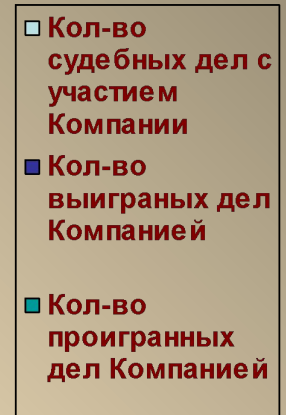 Кол-во
судебных дел с
участием
Компании
Кол-во
выиграных дел
Компанией
Кол-во
проигранных
дел Компанией